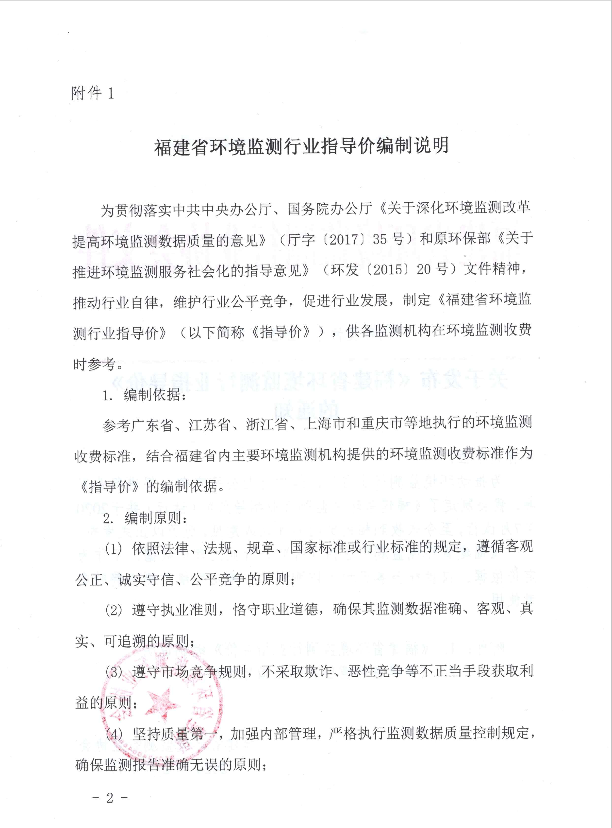 附件 1
福建省环境监测行业指导价编制说明
为贯彻落实中共中央办公厅、国务院办公厅《关于深化环境监测改革
提高环境监测数据质量的意见》（厅字〔2017〕35 号）和原环保部《关于
推进环境监测服务社会化的指导意见》（环发〔2015〕20 号）文件精神，
推动行业自律，维护行业公平竞争，促进行业发展，制定《福建省环境监
测行业指导价》（以下简称《指导价》），供各监测机构在环境监测收费
时参考。
1. 编制依据：
参考广东省、江苏省、浙江省、上海市和重庆市等地执行的环境监测
收费标准，结合福建省内主要环境监测机构提供的环境监测收费标准作为
《指导价》的编制依据。
2. 编制原则：
(1) 依照法律、法规、规章、国家标准或行业标准的规定，遵循客观
公正、诚实守信、公平竞争的原则；
(2) 遵守执业准则，恪守职业道德，确保其监测数据准确、客观、真
实、可追溯的原则；
(3) 遵守市场竞争规则，不采取欺诈、恶性竞争等不正当手段获取利
益的原则；
(4) 坚持质量第一，加强内部管理，严格执行监测数据质量控制规定，
确保监测报告准确无误的原则；
- 2 -